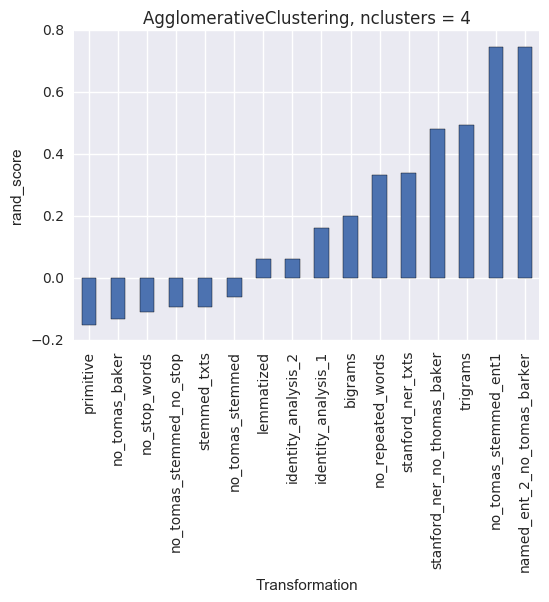 AgglomerativeClustering, nclusters = 4
0.8
0.6
0.4
0.2
0.0
−0.2
rand_score
primitive
no_tomas_baker
no_stop_words
no_tomas_stemmed_no_stop
stemmed_txts
no_tomas_stemmed
lemmatized
identity_analysis_2
identity_analysis_1
bigrams
no_repeated_words
stanford_ner_txts
stanford_ner_no_thomas_baker
trigrams
no_tomas_stemmed_ent1
named_ent_2_no_tomas_barker
Transformation